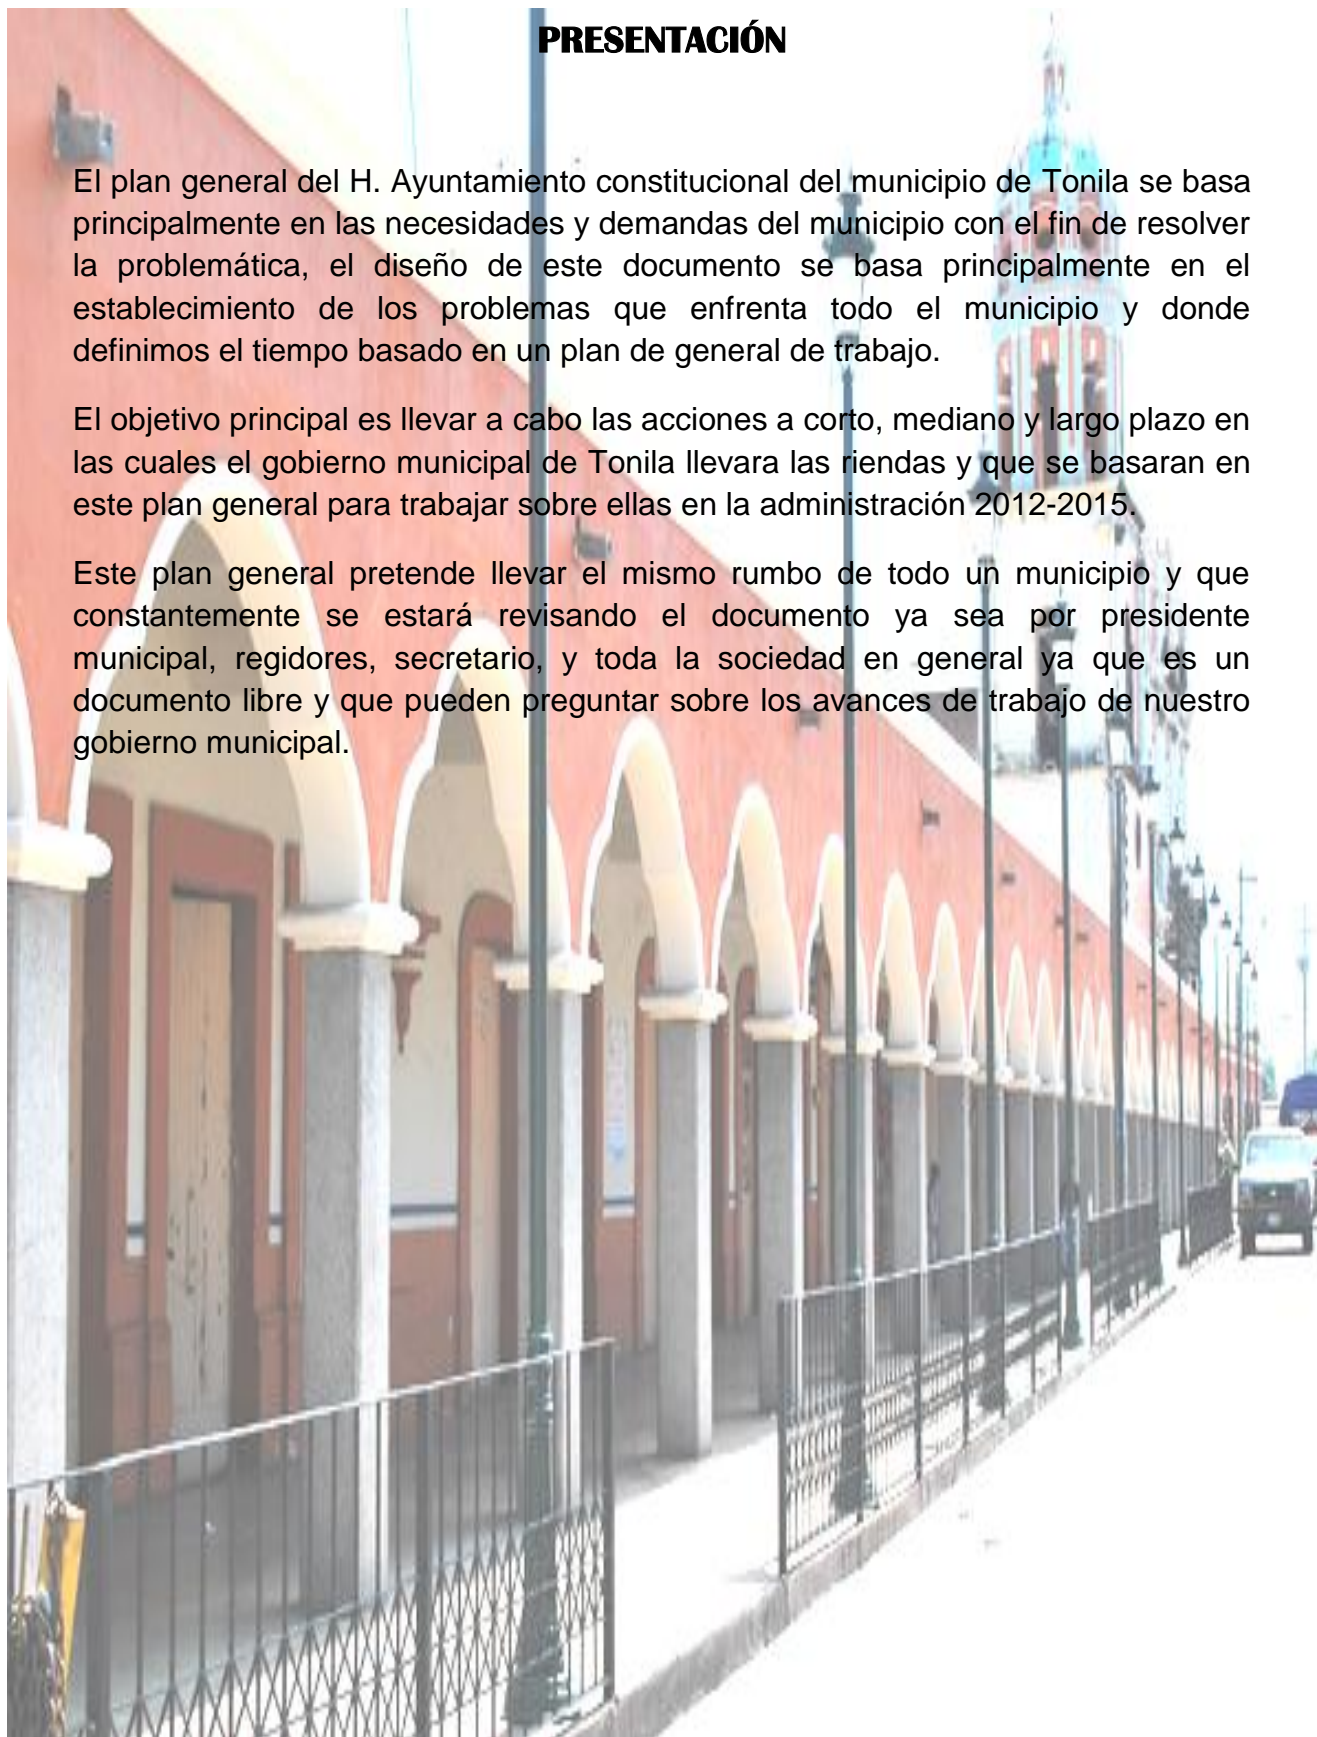 PRESENTACIÓN
El plan general del H. Ayuntamiento constitucional del municipio de Tonila se basa
principalmente en las necesidades y demandas del municipio con el fin de resolver
la problemática, el diseño de este documento se basa principalmente en el
establecimiento de los problemas que enfrenta todo el municipio y donde
definimos el tiempo basado en un plan de general de trabajo.
El objetivo principal es llevar a cabo las acciones a corto, mediano y largo plazo en
las cuales el gobierno municipal de Tonila llevara las riendas y que se basaran en
este plan general para trabajar sobre ellas en la administración 2012-2015.
Este plan general pretende llevar el mismo rumbo de todo un municipio y que
constantemente se estará revisando el documento ya sea por presidente
municipal, regidores, secretario, y toda la sociedad en general ya que es un
documento libre y que pueden preguntar sobre los avances de trabajo de nuestro
gobierno municipal.